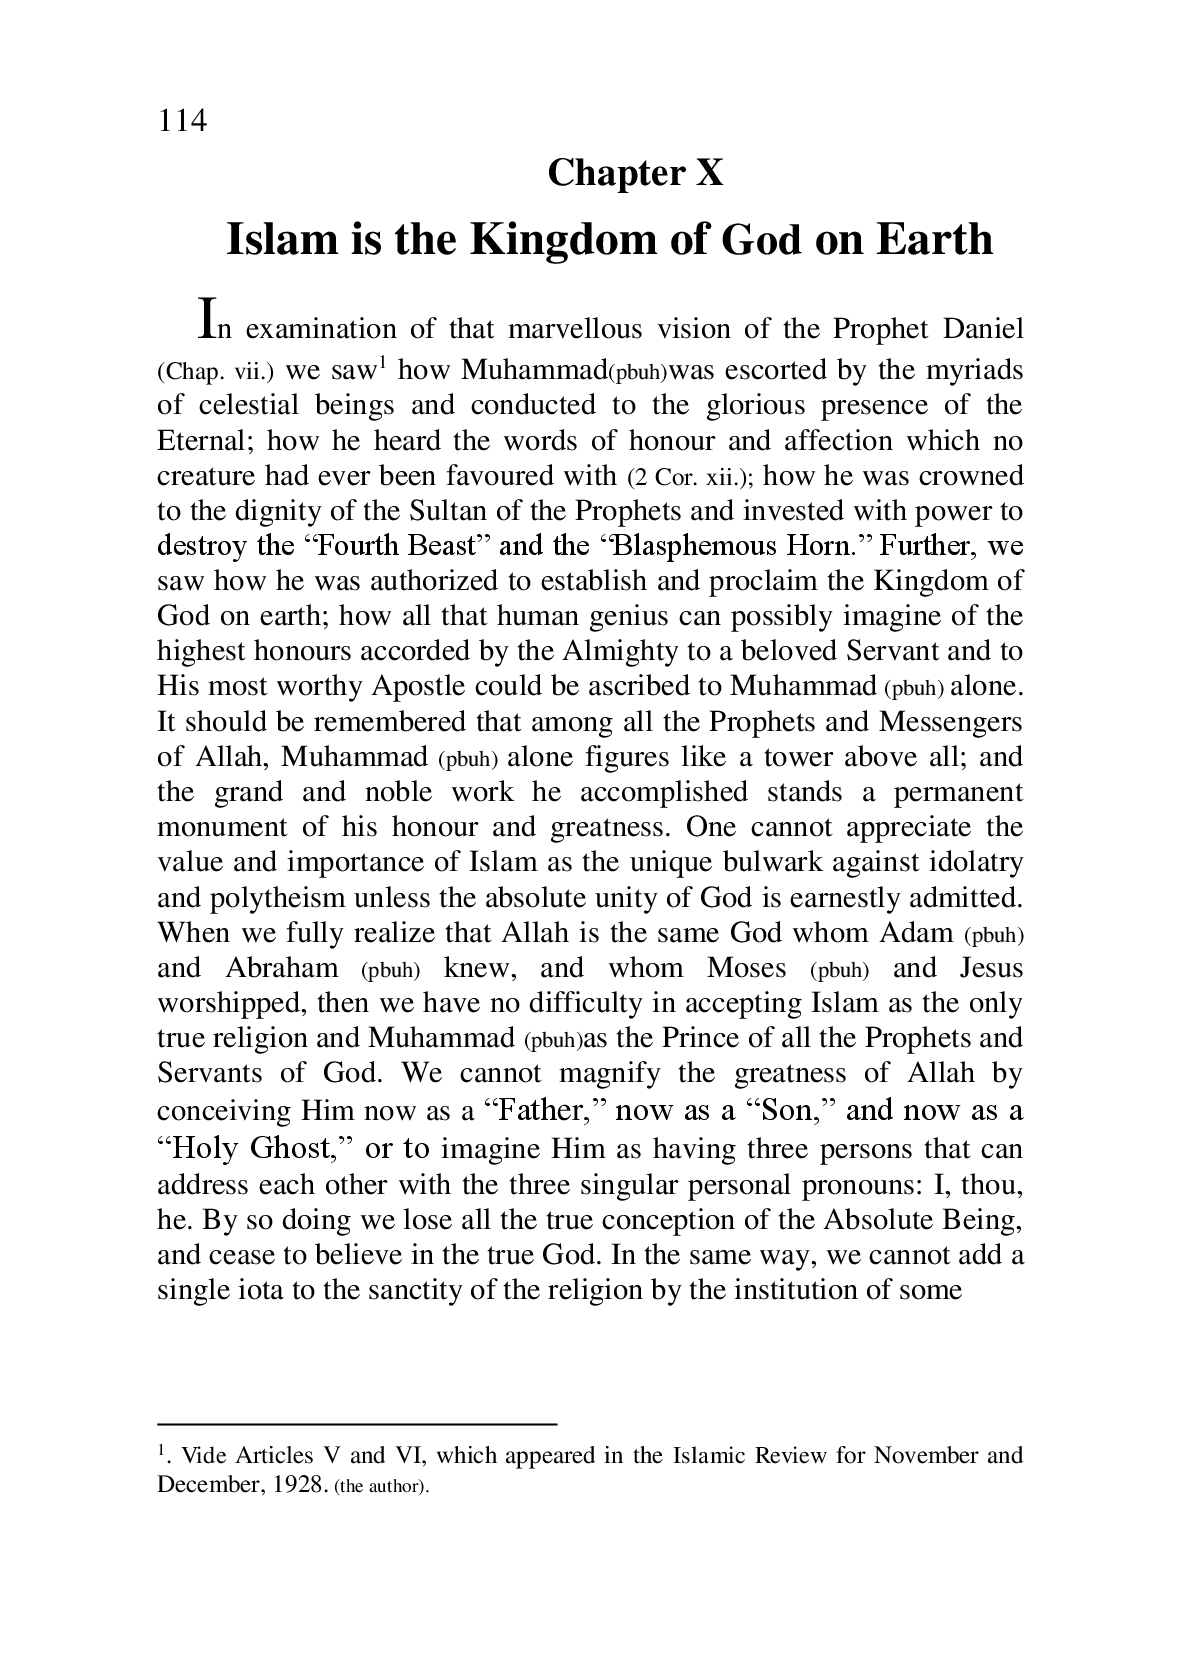 114
Chapter X
Islam is the Kingdom of God on Earth
In examination of that marvellous vision of the Prophet Daniel
(Chap. vii.) we saw¹ how Muhammad(pbuh)was escorted by the myriads
of celestial beings and conducted to the glorious presence of the
Eternal; how he heard the words of honour and affection which no
creature had ever been favoured with (2 Cor. xii.); how he was crowned
to the dignity of the Sultan of the Prophets and invested with power to
destroy the “Fourth Beast” and the “Blasphemous Horn.” Further, we
saw how he was authorized to establish and proclaim the Kingdom of
God on earth; how all that human genius can possibly imagine of the
highest honours accorded by the Almighty to a beloved Servant and to
His most worthy Apostle could be ascribed to Muhammad (pbuh) alone.
It should be remembered that among all the Prophets and Messengers
of Allah, Muhammad (pbuh) alone figures like a tower above all; and
the grand and noble work he accomplished stands a permanent
monument of his honour and greatness. One cannot appreciate the
value and importance of Islam as the unique bulwark against idolatry
and polytheism unless the absolute unity of God is earnestly admitted.
When we fully realize that Allah is the same God whom Adam (pbuh)
and Abraham (pbuh) knew, and whom Moses (pbuh) and Jesus
worshipped, then we have no difficulty in accepting Islam as the only
true religion and Muhammad (pbuh)as the Prince of all the Prophets and
Servants of God. We cannot magnify the greatness of Allah by
conceiving Him now as a “Father,” now as a “Son,” and now as a
“Holy Ghost,” or to imagine Him as having three persons that can
address each other with the three singular personal pronouns: I, thou,
he. By so doing we lose all the true conception of the Absolute Being,
and cease to believe in the true God. In the same way, we cannot add a
single iota to the sanctity of the religion by the institution of some
¹. Vide Articles V and VI, which appeared in the Islamic Review for November and
December, 1928. (the author).